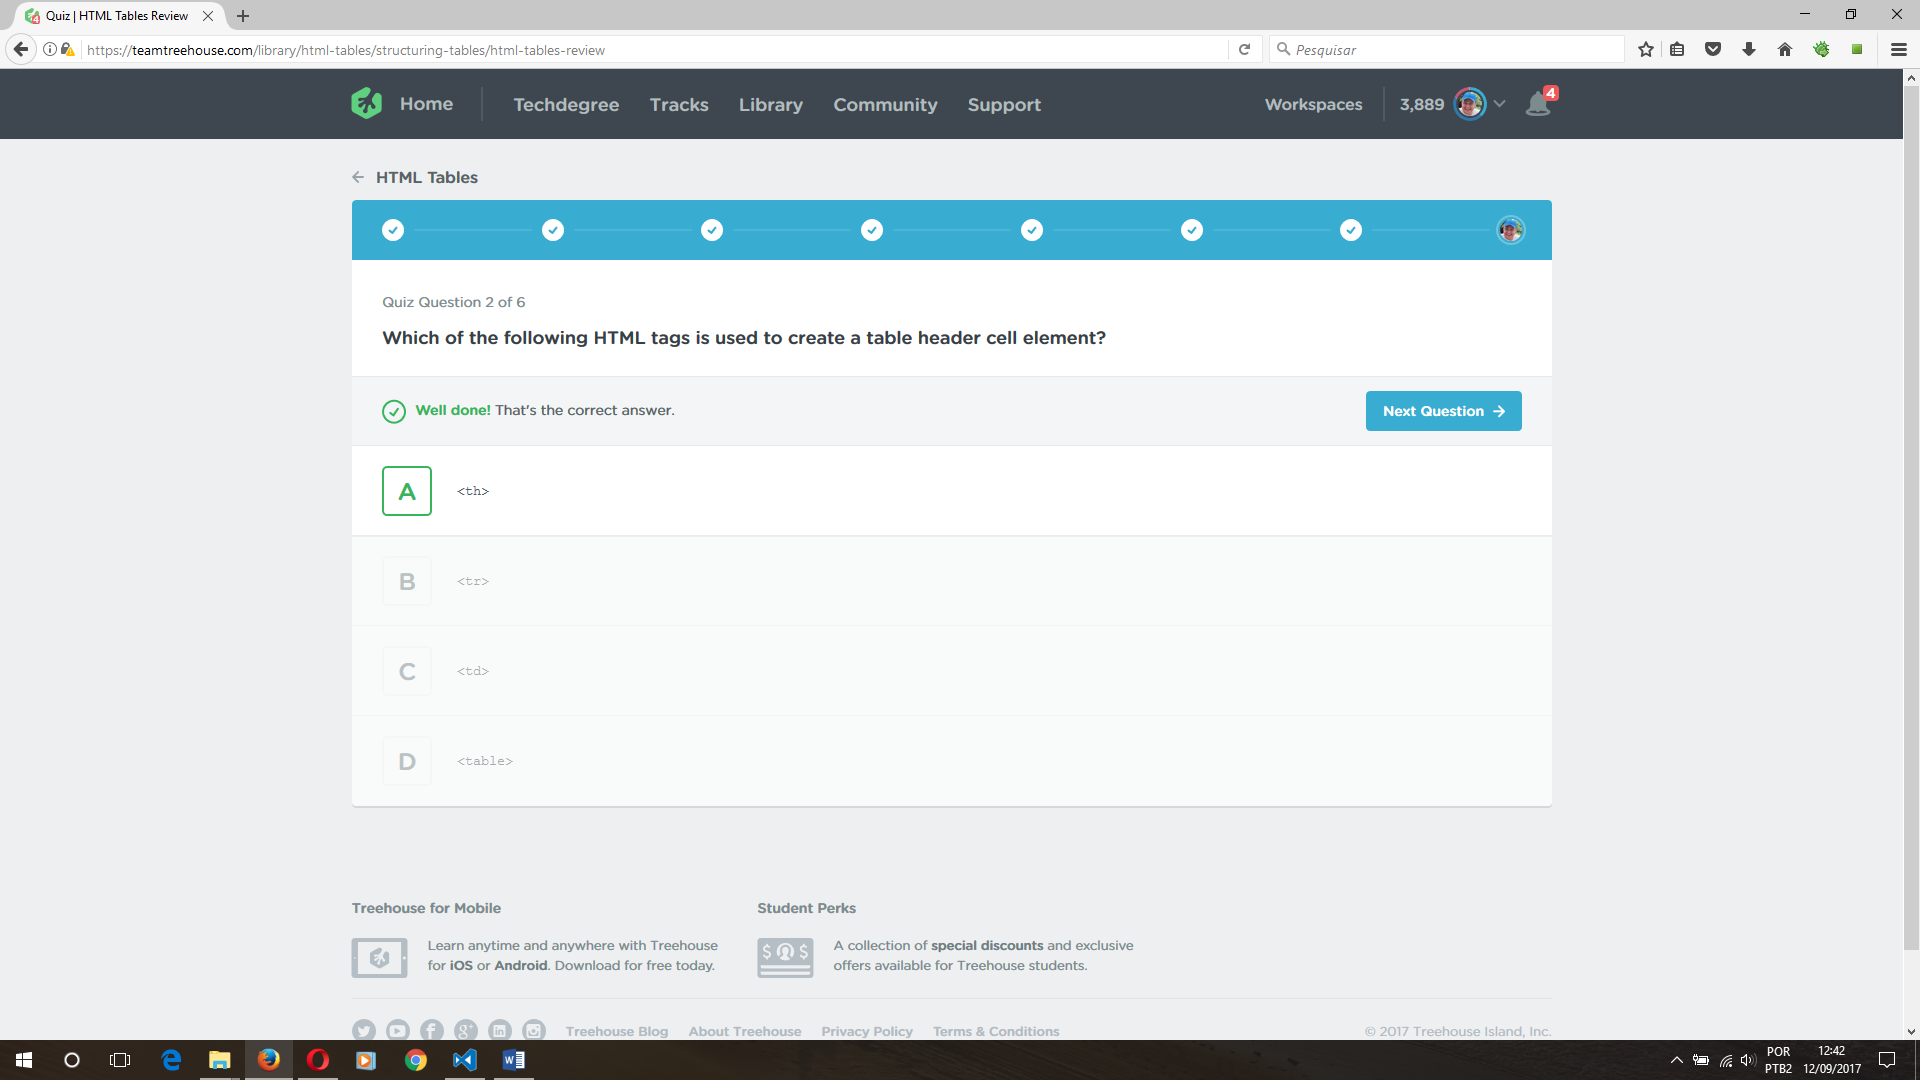 Quiz | HTML Tables Review
https://teamtreehouse.com/library/html-tables/structuring-tables/html-tables-review
Pesquisar
Home
Techdegree
Tracks
Library
Community
Support
Workspaces
3,889
4
HTML Tables
Quiz Question 2 of 6
Which of the following HTML tags is used to create a table header cell element?
Well done! That's the correct answer.
Next Question
A <th>
B <tr>
C <td>
D <table>
Treehouse for Mobile
Learn anytime and anywhere with Treehouse
for iOS or Android. Download for free today.
Student Perks
A collection of special discounts and exclusive
offers available for Treehouse students.
Treehouse Blog
About Treehouse
Privacy Policy
Terms & Conditions
© 2017 Treehouse Island, Inc.
POR
PTB2
12:42
12/09/2017